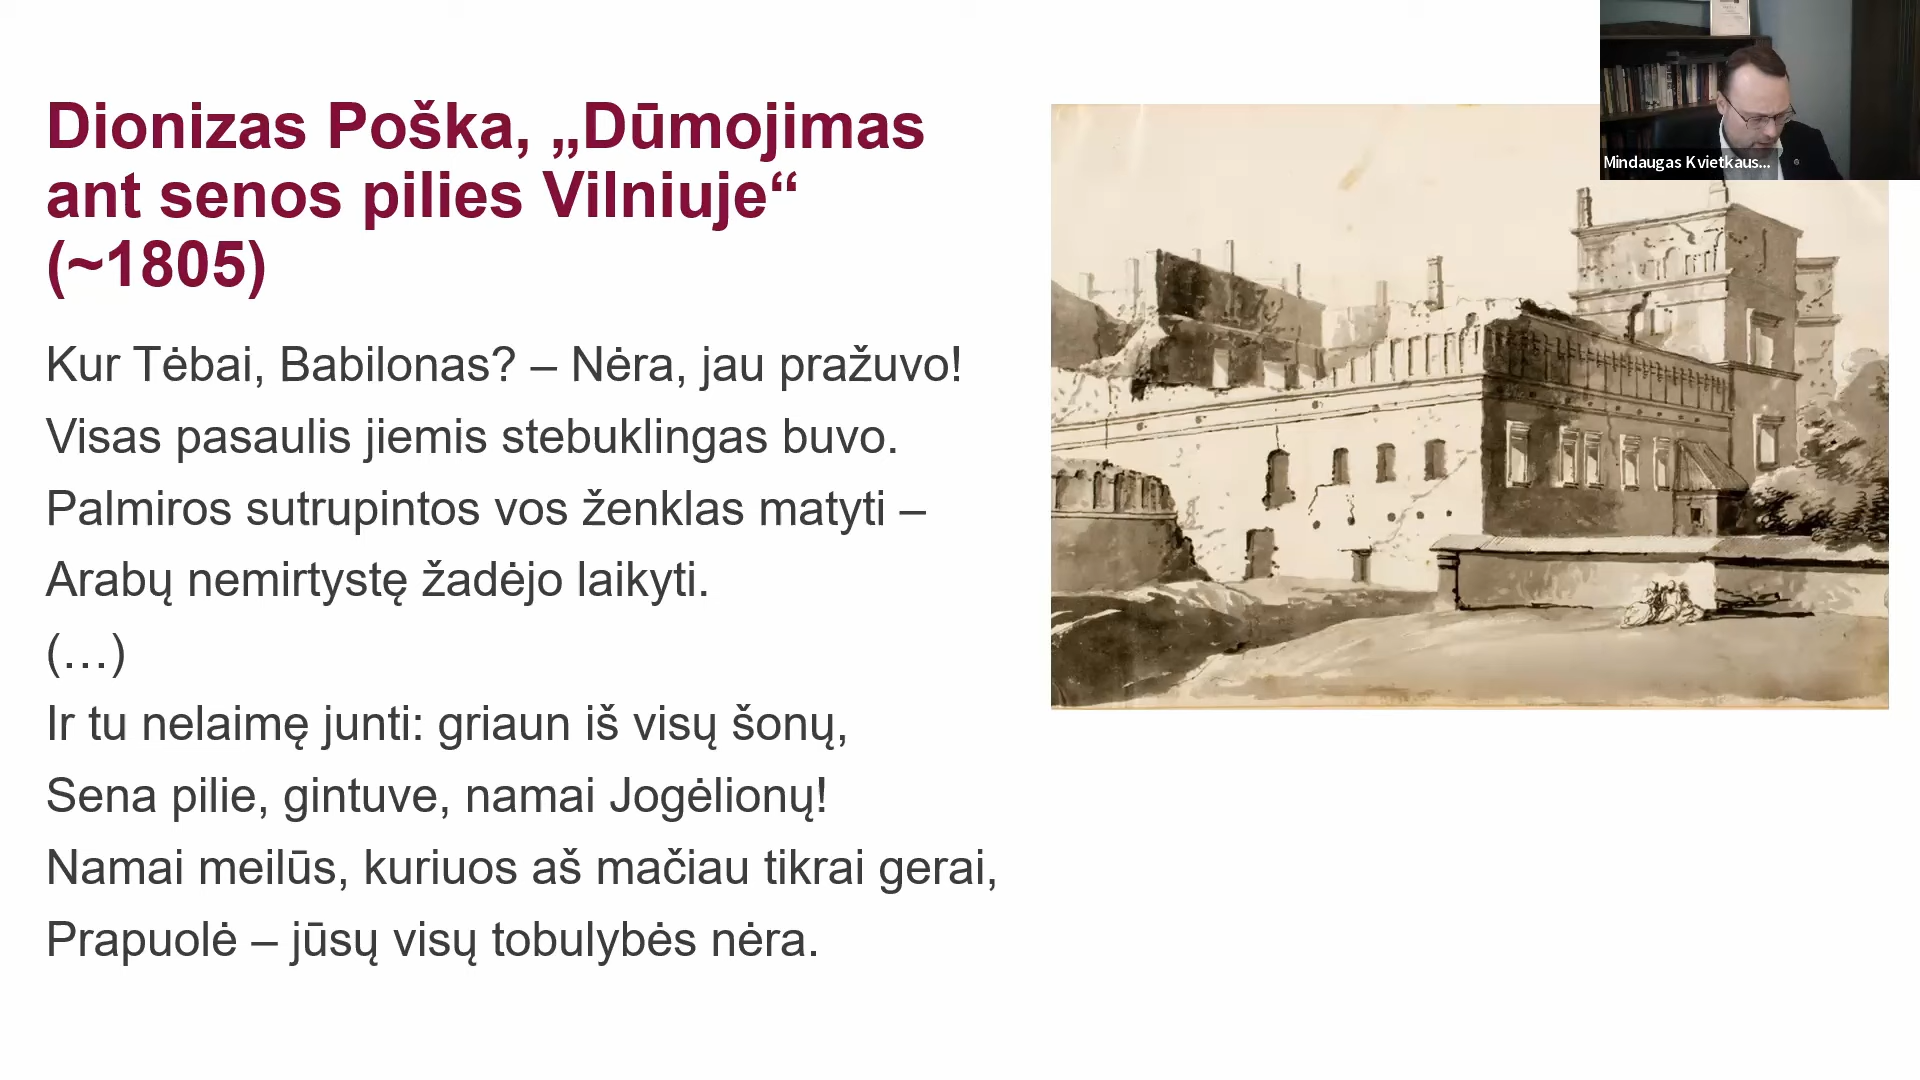 Dionizas Poška, „Dūmojimas
ant senos pilies Vilniuje“
(~1805)
Kur Tėbai, Babilonas? – Nėra, jau pražuvo!
Visas pasaulis jiemis stebuklingas buvo.
Palmiros sutrupintos vos ženklas matyti –
Arabų nemirtystę žadėjo laikyti.
(…)
Ir tu nelaimę junti: griaun iš visų šonų,
Sena pilie, gintuve, namai Jogėlionų!
Namai meilūs, kuriuos aš mačiau tikrai gerai,
Prapuolė – jūsų visų tobulybės nėra.
Mindaugas Kvietkaus...